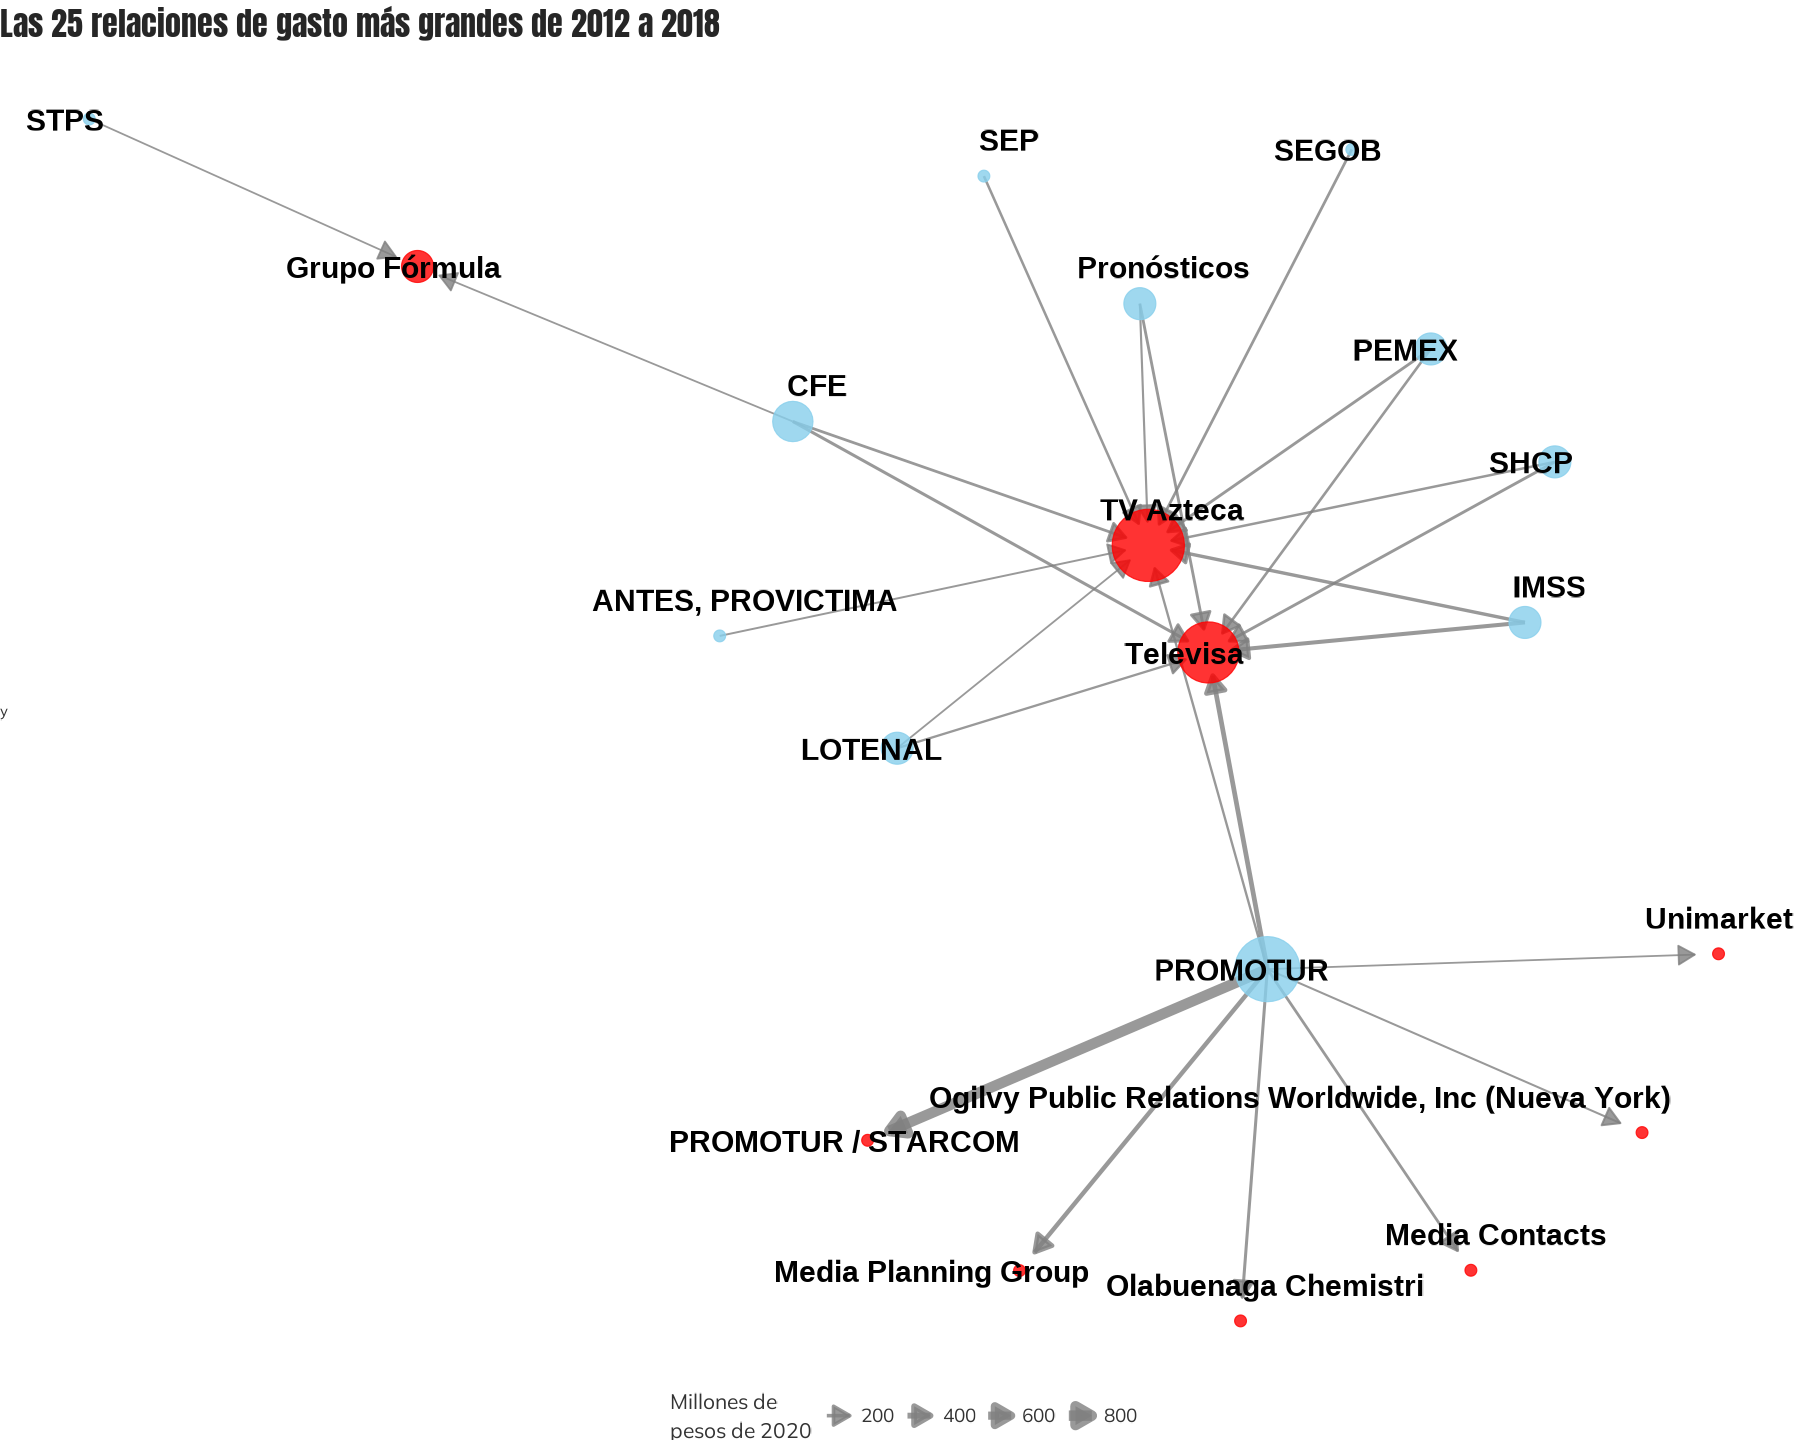 Las 25 relaciones de gasto más grandes de 2012 a 2018
STPS
SEP
SEGOB
Grupo Fórmula
Pronósticos
PEMEX
CFE
SHCP
TV Azteca
IMSS
ANTES, PROVICTIMA
Televisa
y
LOTENAL
Unimarket
PROMOTUR
Ogilvy Public Relations Worldwide, Inc (Nueva York)
PROMOTUR / STARCOM
Media Contacts
Media Planning Group
Olabuenaga Chemistri
Millones de
pesos de 2020
200 400 600 800